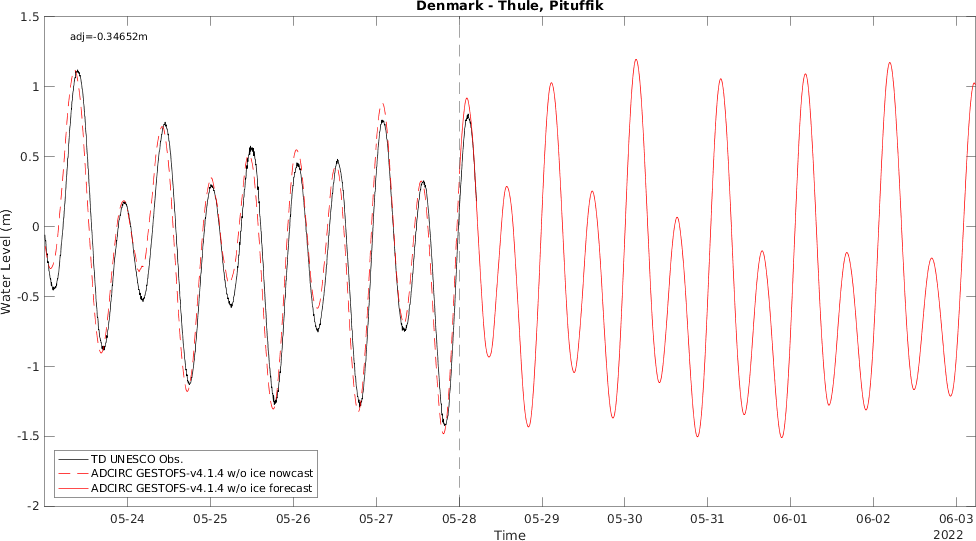 Denmark - Thule, Pituffik
adj=-0.34652m
1.5
1
0.5
0
-0.5
-1
-1.5
-2
Water Level (m)
TD UNESCO Obs.
ADCIRC GESTOFS-v4.1.4 w/o ice nowcast
ADCIRC GESTOFS-v4.1.4 w/o ice forecast
05-24 05-25 05-26 05-27 05-28 05-29 05-30 05-31 06-01 06-02 06-03
Time
2022